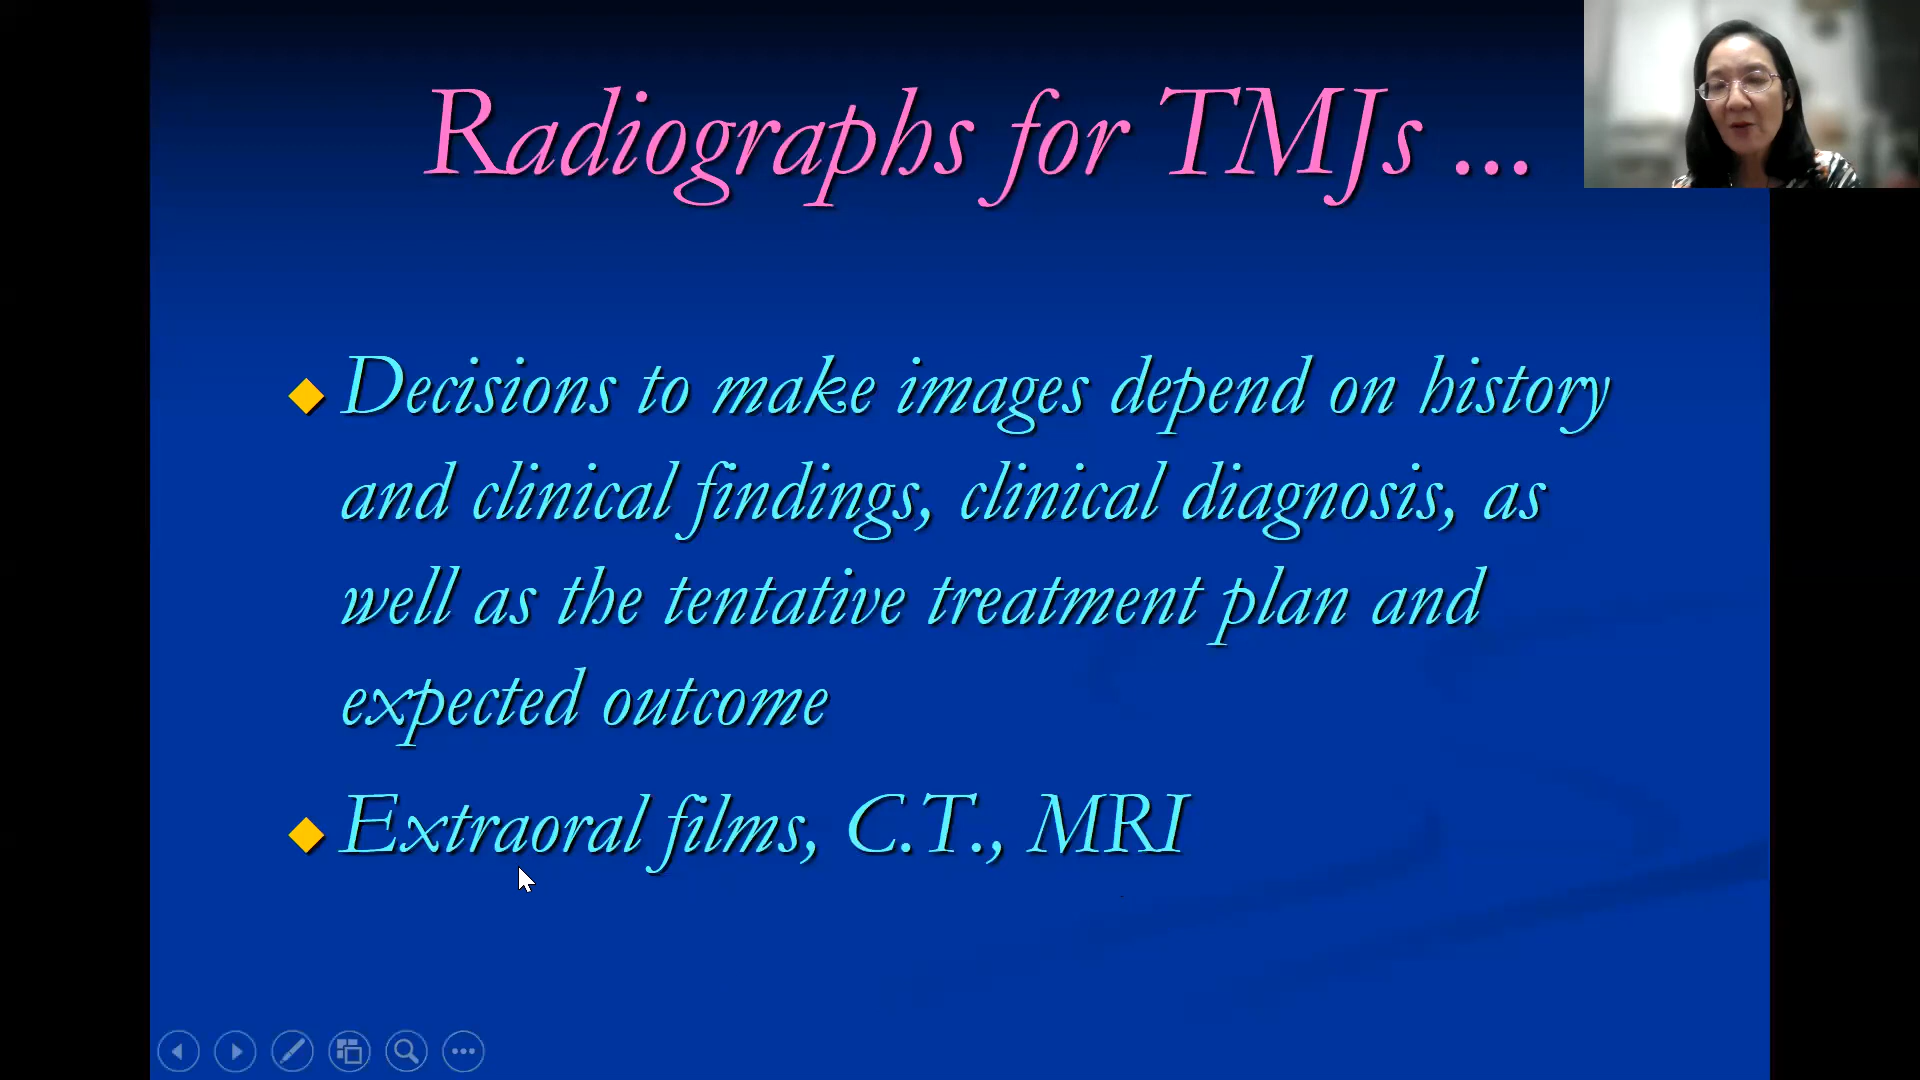 Radiographs for TMJs ...
Decisions to make images depend on history
and clinical findings, clinical diagnosis, as
well as the tentative treatment plan and
expected outcome
Extraoral films, C.T., MRI